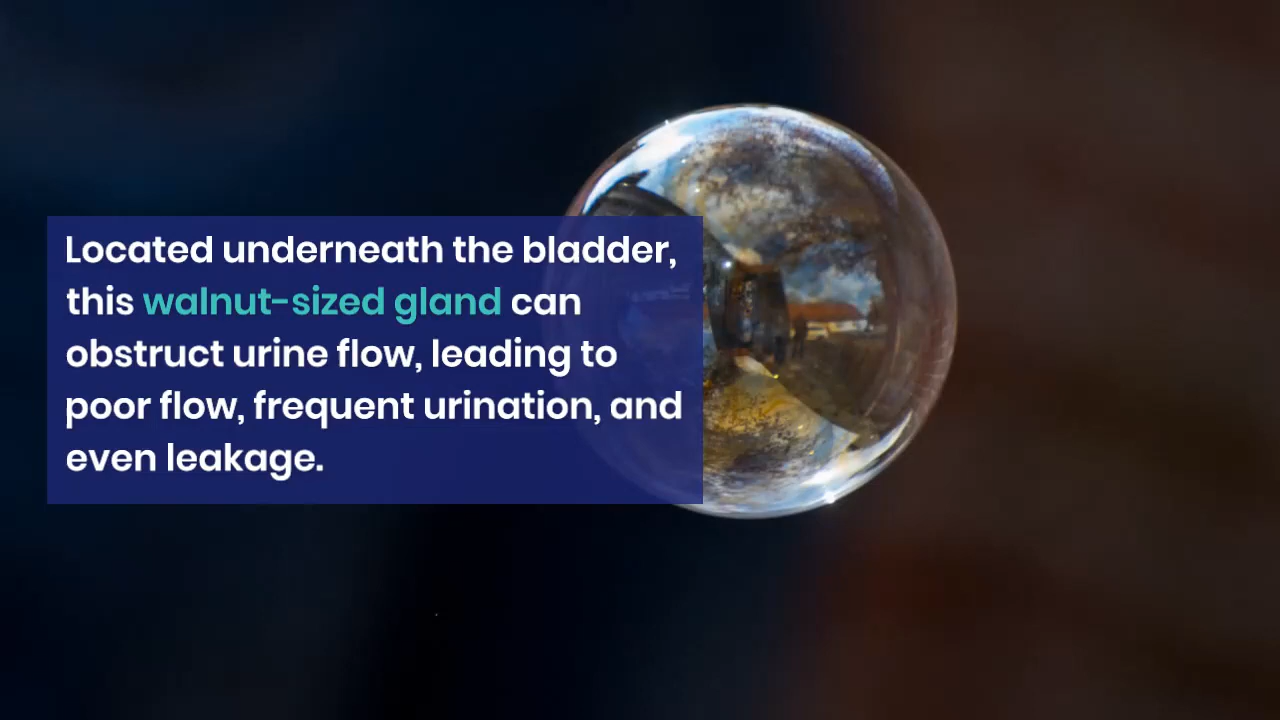 Located underneath the bladder,
this walnut-sized gland can
obstruct urine flow, leading to
poor flow, frequent urination, and
even leakage.